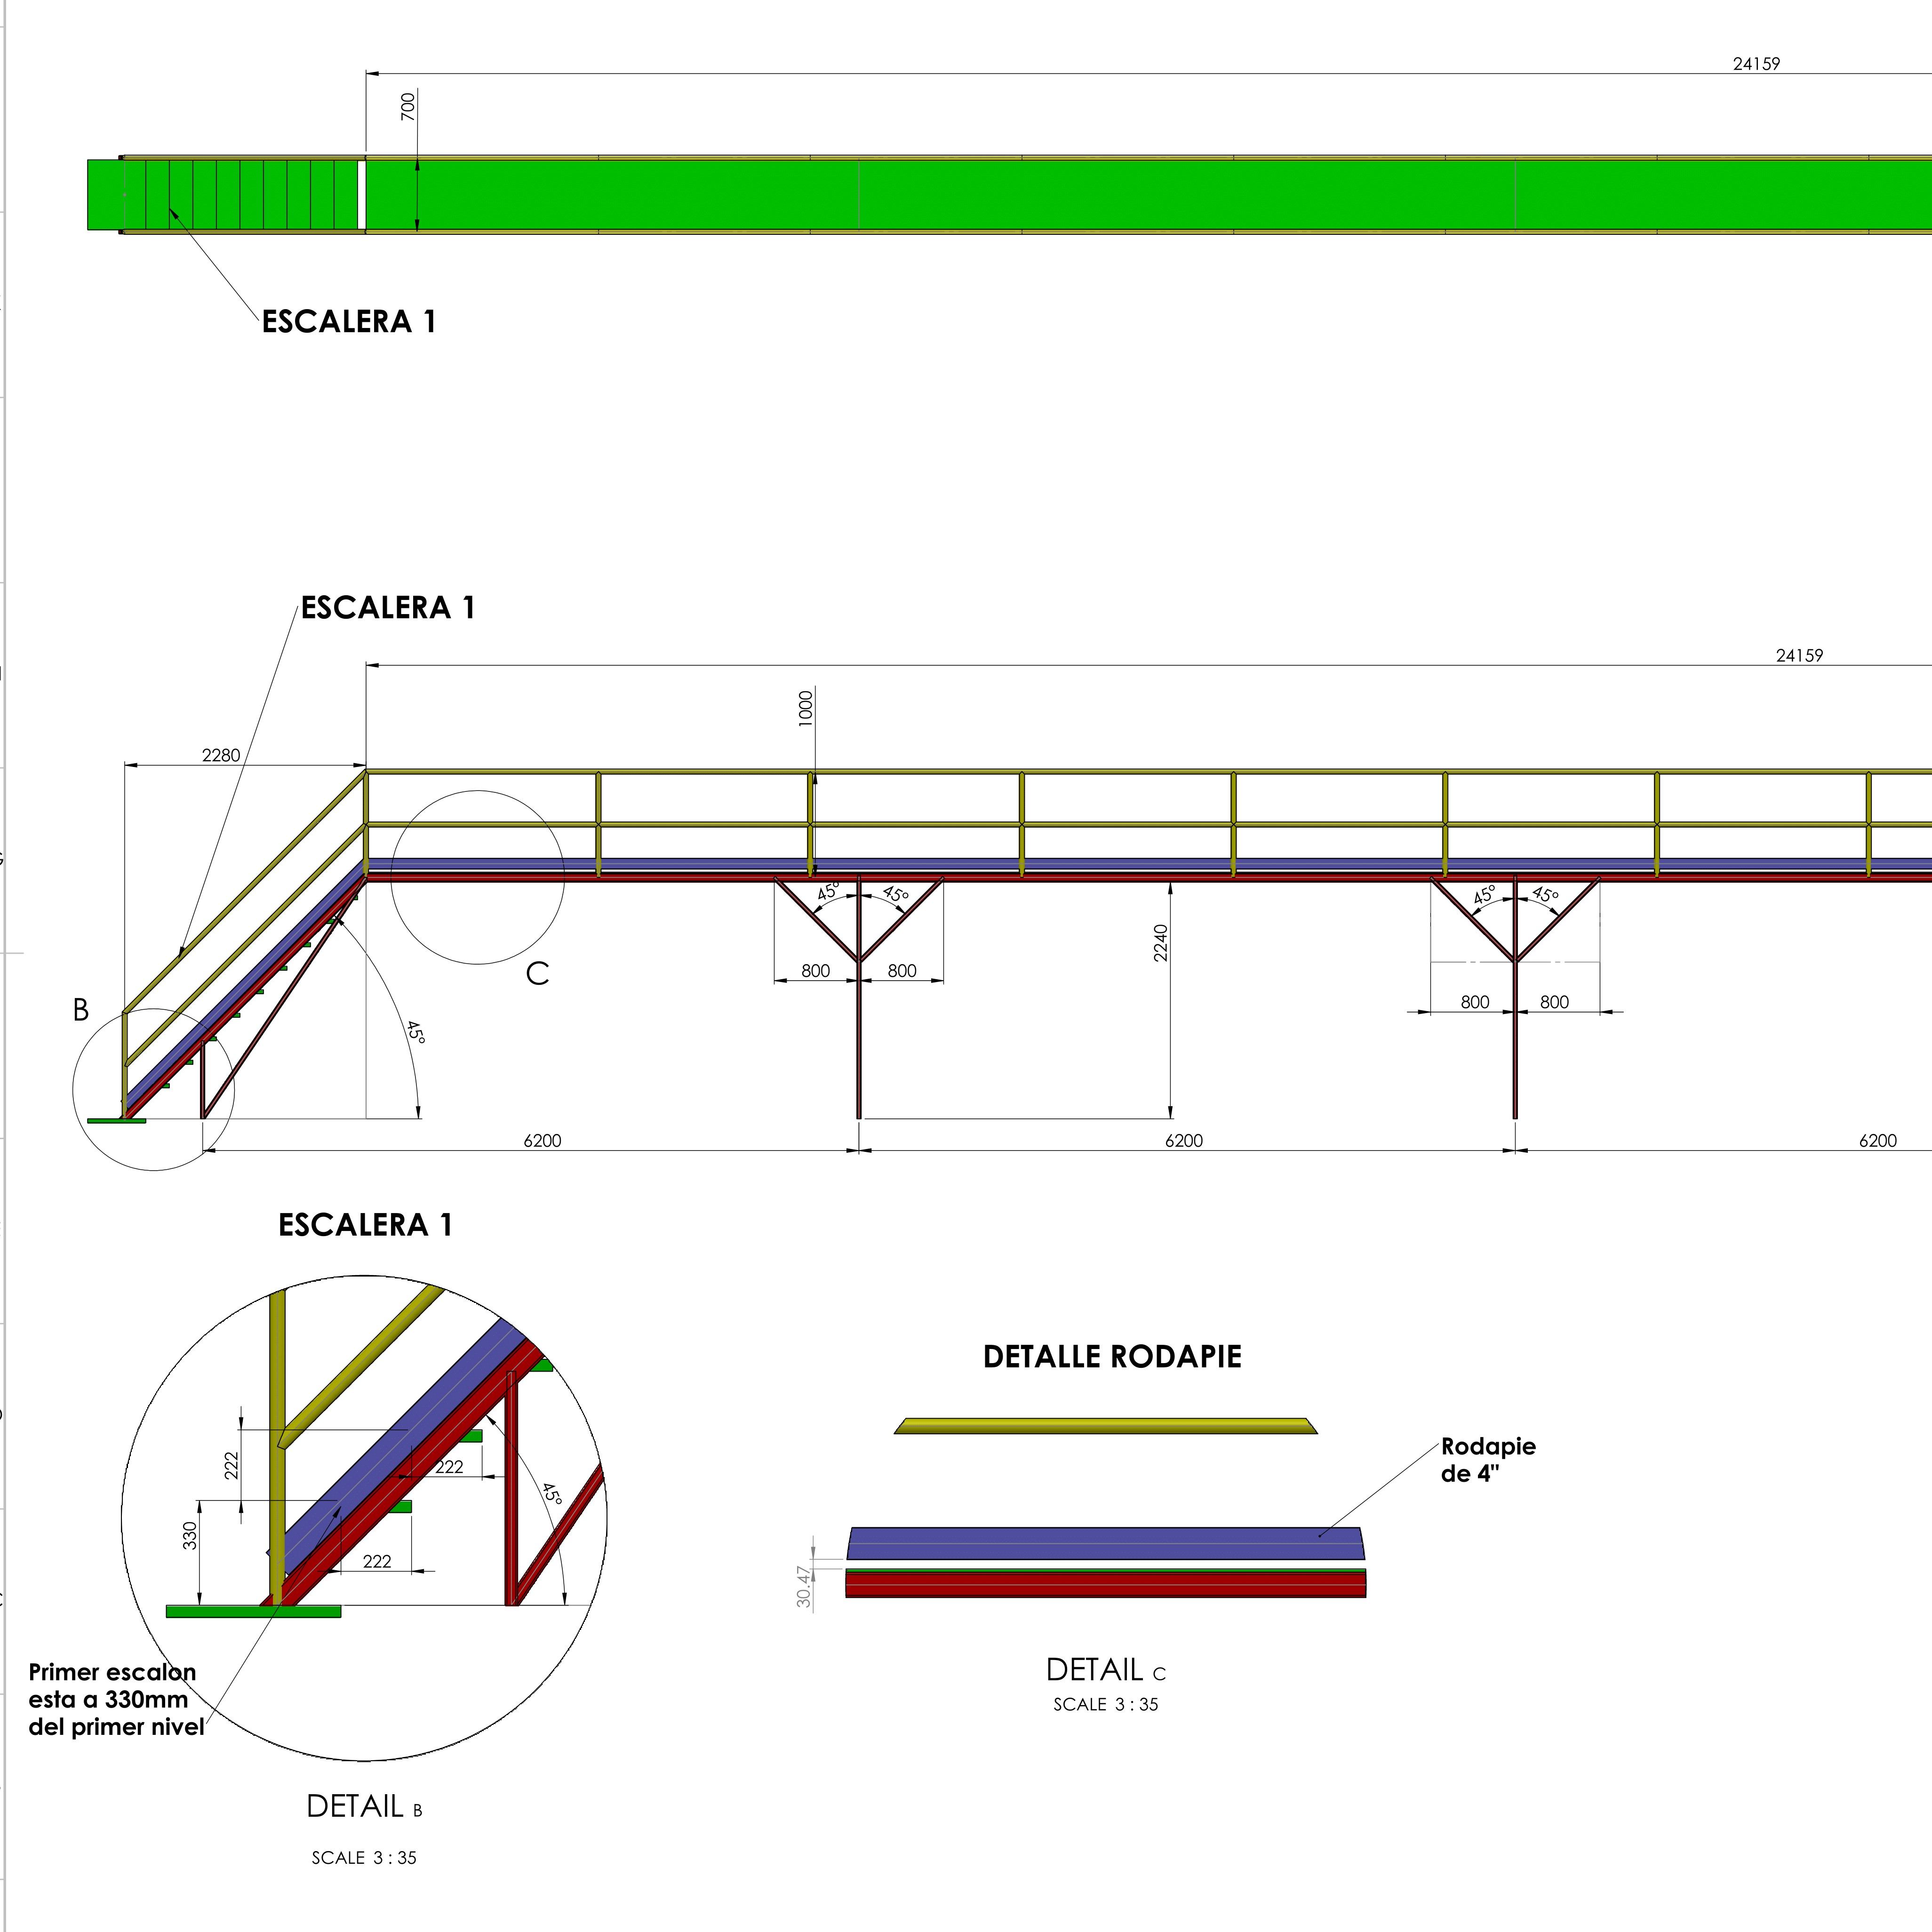 24159
700
ESCALERA 1
ESCALERA 1
24159
1000
2280
45°
45°
45°
45°
C
2240
800
800
B
800
800
45°
6200
6200
6200
ESCALERA 1
DETALLE RODAPIE
Rodapie
de 4"
222
222
45°
330
222
30.47
Primer escalon
esta a 330mm
del primer nivel
DETAIL C
SCALE 3 : 35
DETAIL B
SCALE 3 : 35